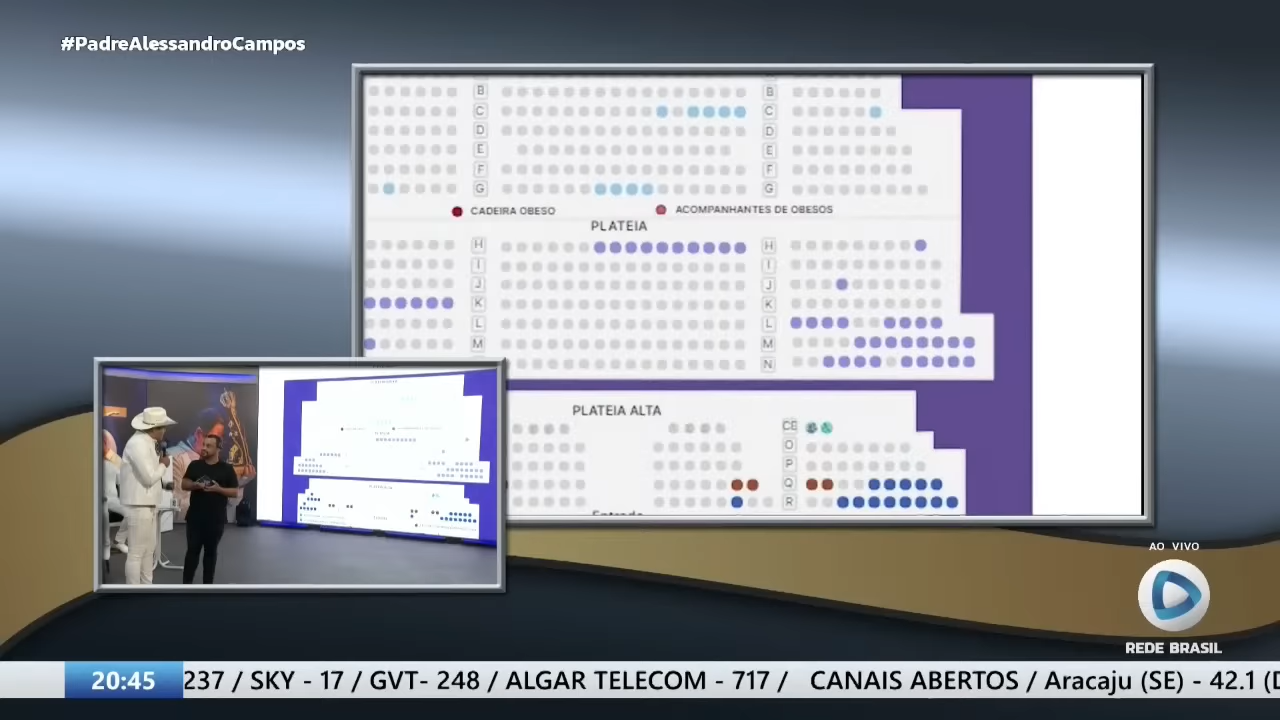 #PadreAlessandroCampos
B B
C C
D D
E E
F F
G G
CADEIRA OBESO ACOMPANHANTES DE OBESOS
PLATEIA
H H
I I
J J
K K
L L
M M
N
PLATEIA ALTA
CE
O
P
Q
R
AO VIVO
REDE BRASIL
20:45 237 / SKY - 17 / GVT- 248 / ALGAR TELECOM - 717 / CANAIS ABERTOS / Aracaju (SE) - 42.1 (D